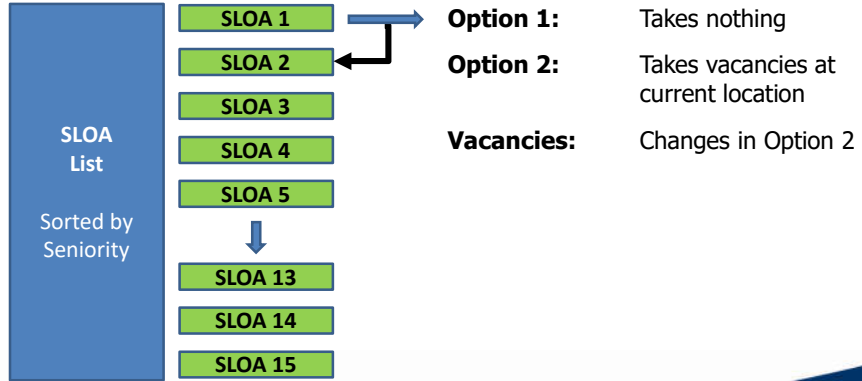 SLOA
List
Sorted by
Seniority
SLOA 1
SLOA 2
SLOA 3
SLOA 4
SLOA 5
SLOA 13
SLOA 14
SLOA 15
Option 1: Takes nothing
Option 2: Takes vacancies at
current location
Vacancies: Changes in Option 2